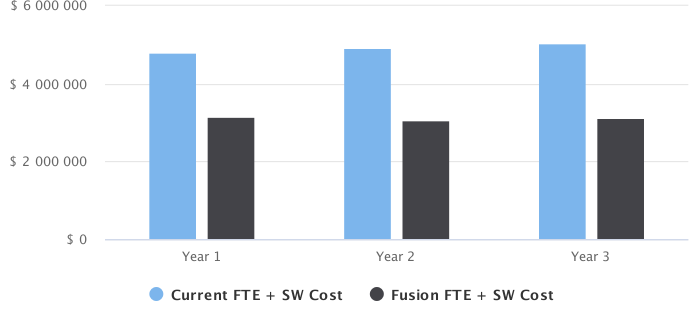 $ 6 000 000
$ 4 000 000
$ 2 000 000
$ 0
Year 1 Year 2 Year 3
Current FTE + SW Cost Fusion FTE + SW Cost